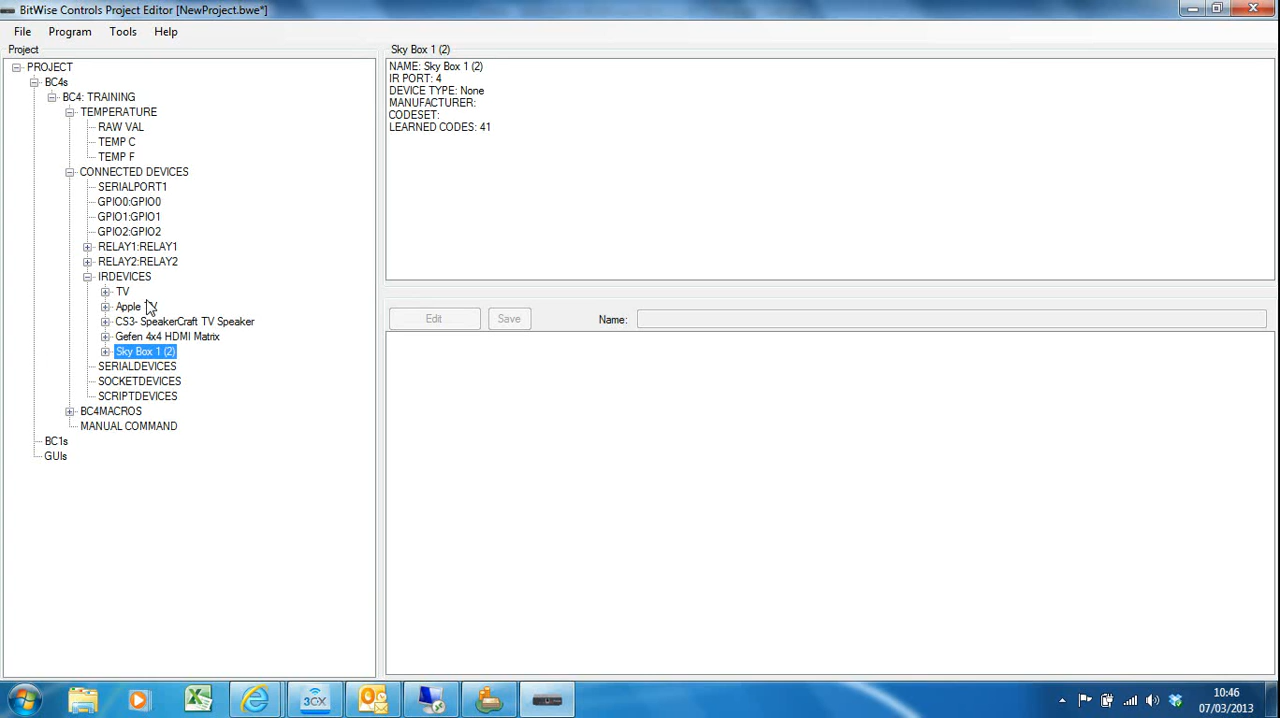 BitWise Controls Project Editor [NewProject.bwe*]
File Program Tools Help
Project
PROJECT
BC4s
BC4: TRAINING
TEMPERATURE
RAW VAL
TEMP C
TEMP F
CONNECTED DEVICES
SERIALPORT1
GPIO0:GPIO0
GPIO1:GPIO1
GPIO2:GPIO2
RELAY1:RELAY1
RELAY2:RELAY2
IRDEVICES
TV
Apple TV
CS3- SpeakerCraft TV Speaker
Gefen 4x4 HDMI Matrix
Sky Box 1 (2)
SERIALDEVICES
SOCKETDEVICES
SCRIPTDEVICES
BC4MACROS
MANUAL COMMAND
BC1s
GUIs
Sky Box 1 (2)
NAME: Sky Box 1 (2)
IR PORT: 4
DEVICE TYPE: None
MANUFACTURER:
CODESET:
LEARNED CODES: 41
Edit Save Name:
3CX
10:46
07/03/2013